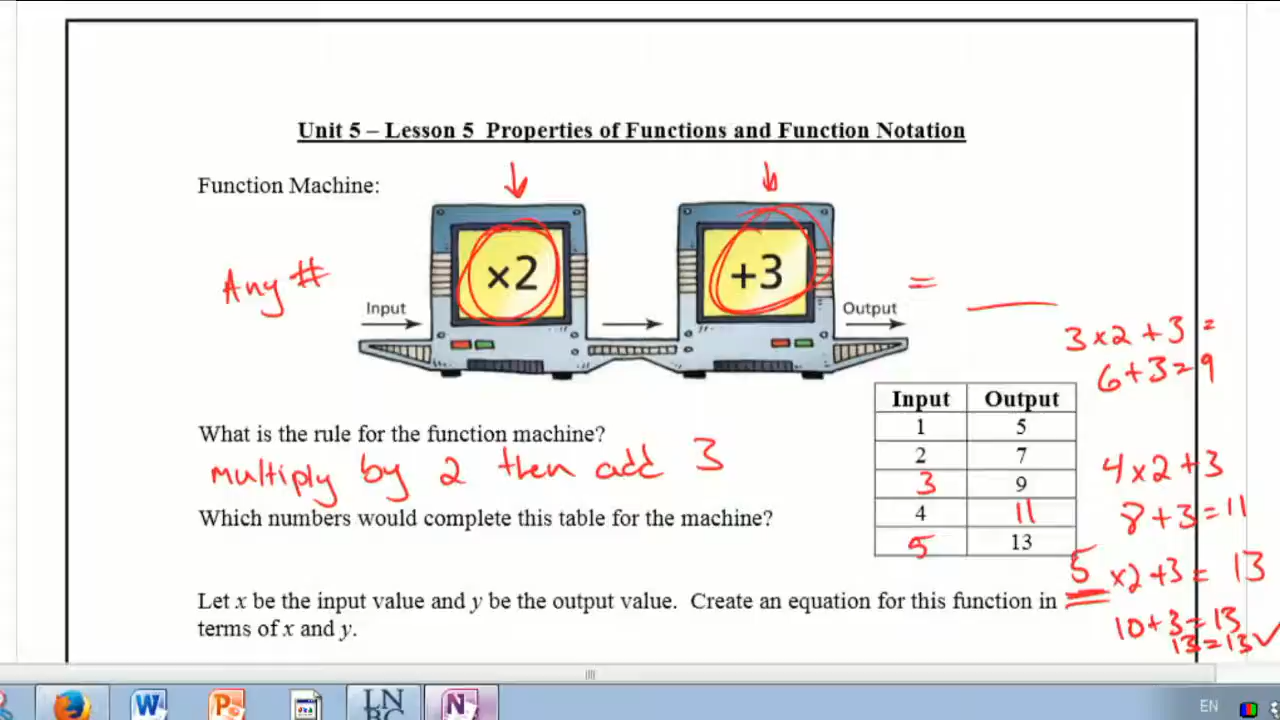 Unit 5 – Lesson 5 Properties of Functions and Function Notation
Function Machine:
Any #
Input
×2
+3
Output
= ____
3 x 2 + 3 =
6 + 3 = 9
Input Output
1 5
2 7
3 9
4 11
5 13
What is the rule for the function machine?
multiply by 2 then add 3
Which numbers would complete this table for the machine?
4 x 2 + 3
8 + 3 = 11
5 x 2 + 3 = 13
10 + 3 = 13
13 = 13 ✓
Let x be the input value and y be the output value. Create an equation for this function in
terms of x and y.
LN
EN